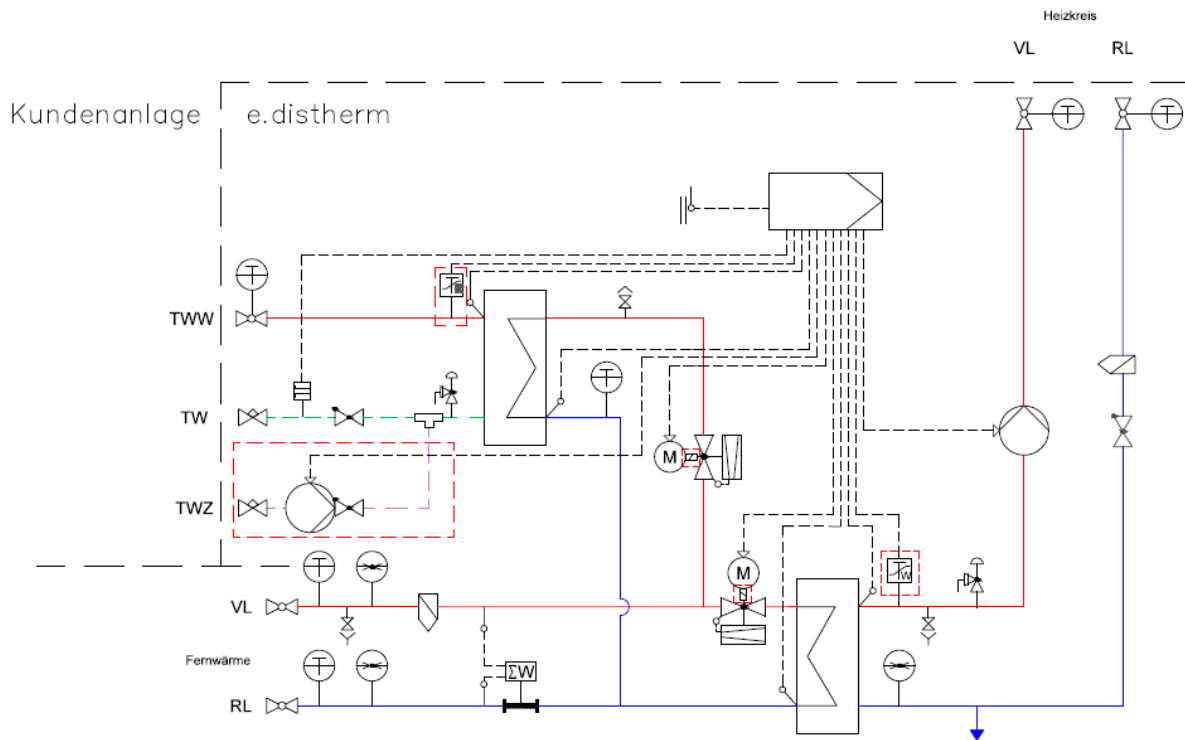 Heizkreis
VL RL
Kundenanlage e.distherm
T T
T
R
TWW
T
TW
M
TWZ
M
T
W
VL
Fernwärme
T
ΣW
RL